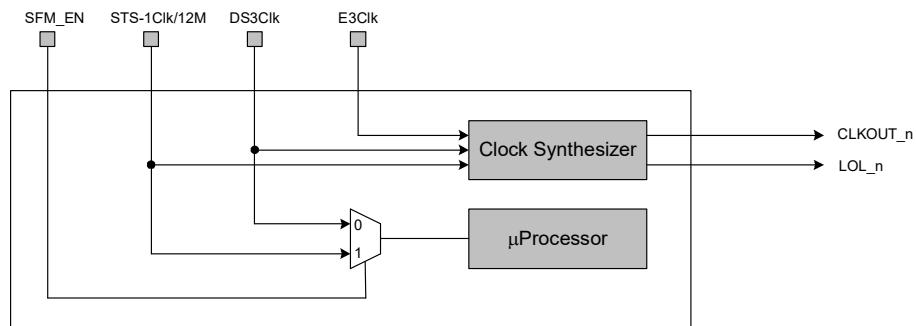 SFM_EN STS-1Clk/12M DS3Clk E3Clk
CLKOUT_n
Clock Synthesizer
LOL_n
0
μProcessor
1